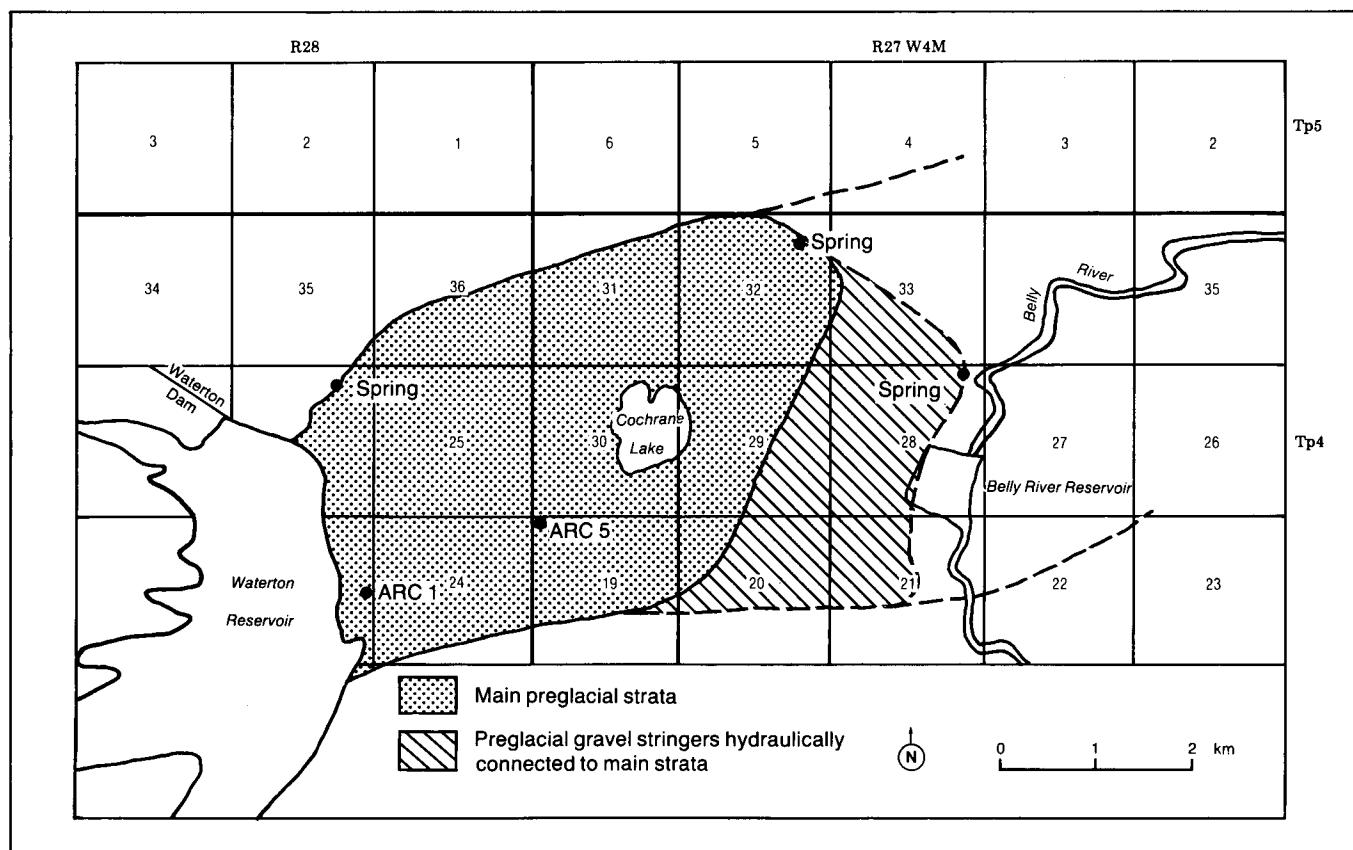 R28
R27 W4M
3
2
1
6
5
4
3
2
Tp5
34
35
36
31
32
Spring
33
Belly
River
35
Waterton
Dam
Spring
25
30
Cochrane
Lake
29
Spring
28
27
26
Tp4
Belly River Reservoir
ARC 5
Waterton
Reservoir
ARC 1
24
19
20
21
22
23
Main preglacial strata
Preglacial gravel stringers hydraulically
connected to main strata
N
0 1 2 km